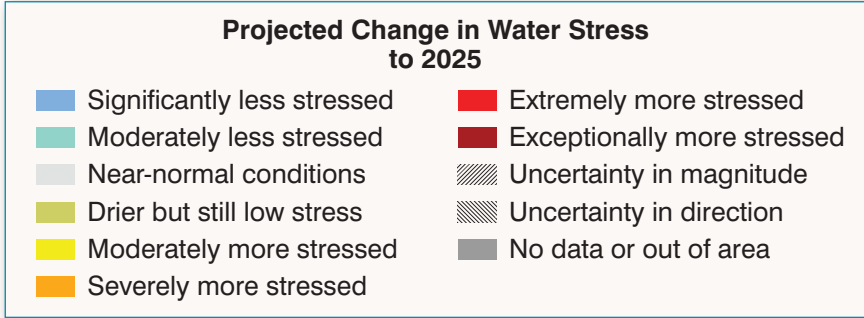 Projected Change in Water Stress
to 2025
Significantly less stressed
Moderately less stressed
Near-normal conditions
Drier but still low stress
Moderately more stressed
Severely more stressed
Extremely more stressed
Exceptionally more stressed
Uncertainty in magnitude
Uncertainty in direction
No data or out of area